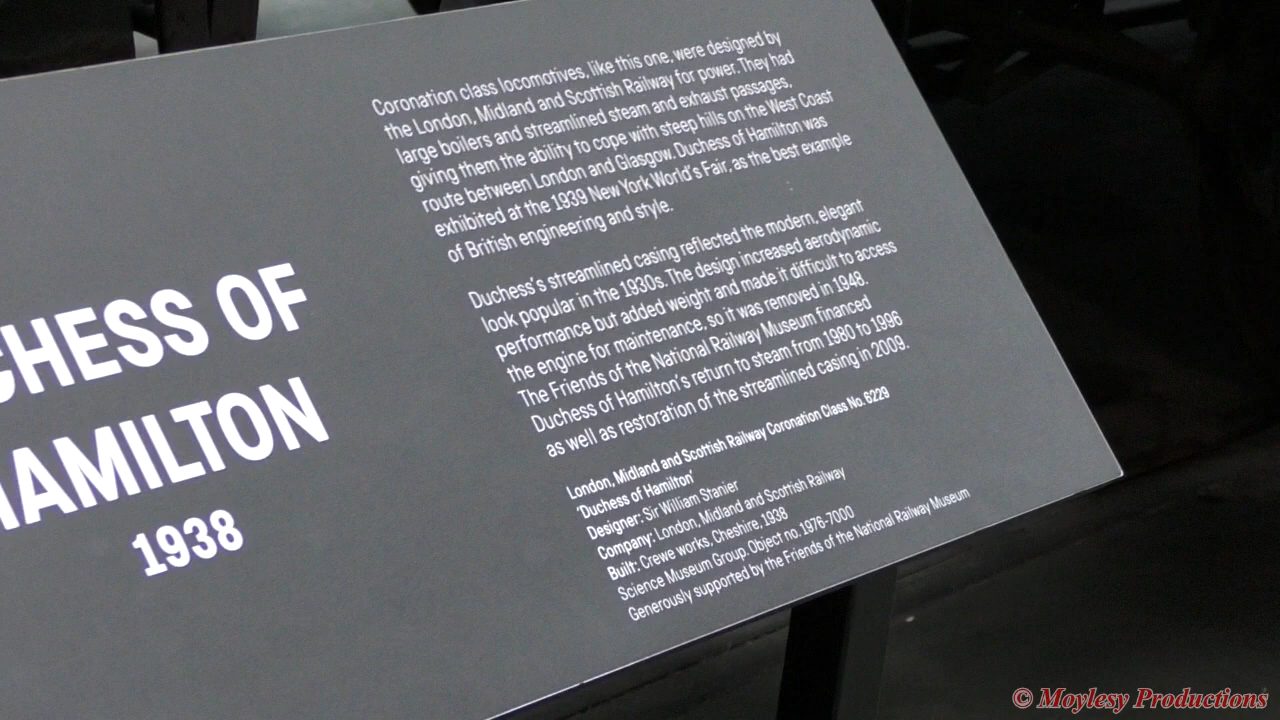 CHESS OF
HAMILTON
1938
Coronation class locomotives, like this one, were designed by
the London, Midland and Scottish Railway for power. They had
large boilers and streamlined steam and exhaust passages,
giving them the ability to cope with steep hills on the West Coast
route between London and Glasgow. Duchess of Hamilton was
exhibited at the 1939 New York World's Fair, as the best example
of British engineering and style.
Duchess's streamlined casing reflected the modern, elegant
look popular in the 1930s. The design increased aerodynamic
performance but added weight and made it difficult to access
the engine for maintenance, so it was removed in 1948.
The Friends of the National Railway Museum financed
Duchess of Hamilton's return to steam from 1980 to 1996
as well as restoration of the streamlined casing in 2009.
London, Midland and Scottish Railway Coronation Class No. 6229
'Duchess of Hamilton'
Designer: Sir William Stanier
Company: London, Midland and Scottish Railway
Built: Crewe works, Cheshire, 1938
Science Museum Group. Object no. 1976-7000
Generously supported by the Friends of the National Railway Museum
© Moylesy Productions